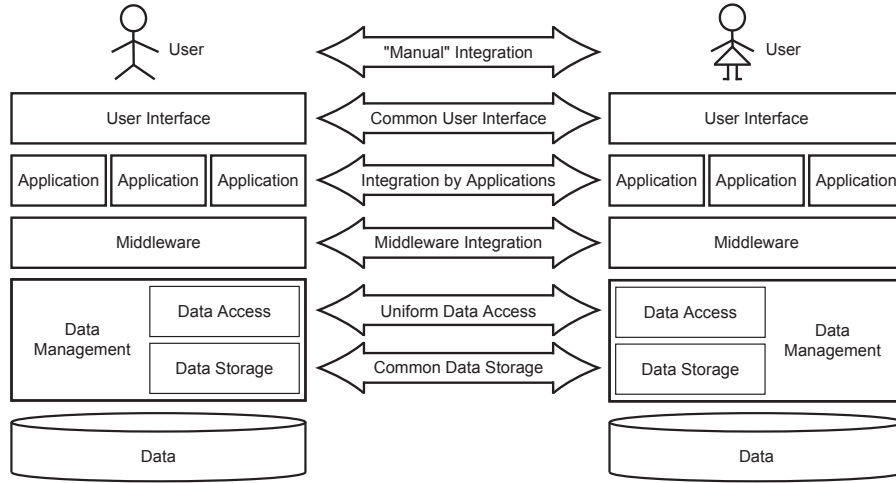 User
"Manual" Integration
User
User Interface
Common User Interface
User Interface
Application
Application
Application
Integration by Applications
Application
Application
Application
Middleware
Middleware Integration
Middleware
Data
Management
Data Access
Data Storage
Uniform Data Access
Common Data Storage
Data Access
Data Storage
Data
Management
Data
Data